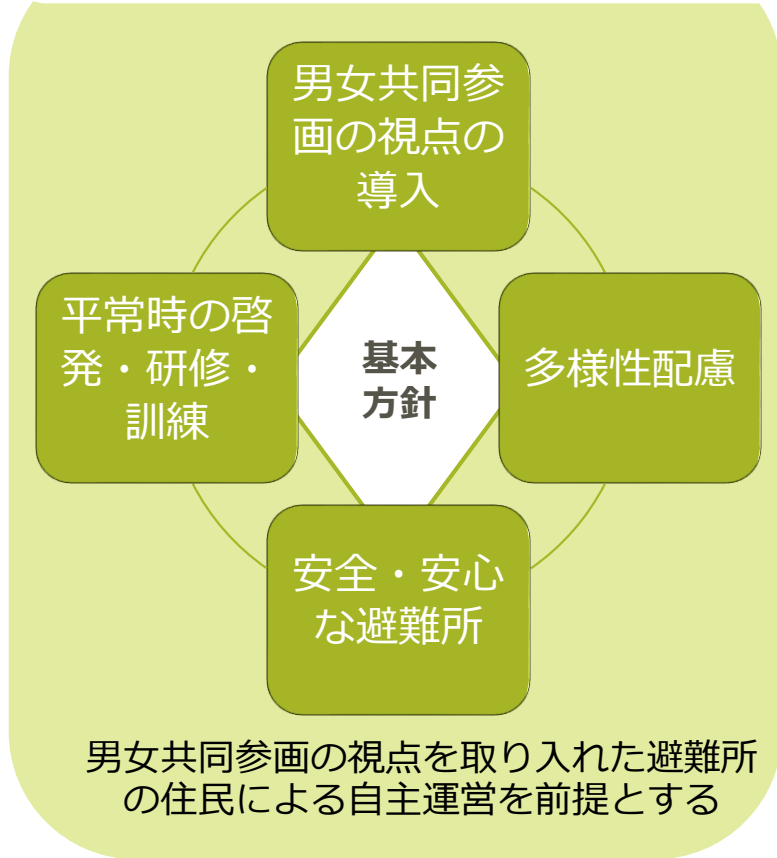 男女共同参
画の視点の
導入
平常時の啓
発・研修・
訓練
基本
方針
多様性配慮
安全・安心
な避難所
男女共同参画の視点を取り入れた避難所
の住民による自主運営を前提とする